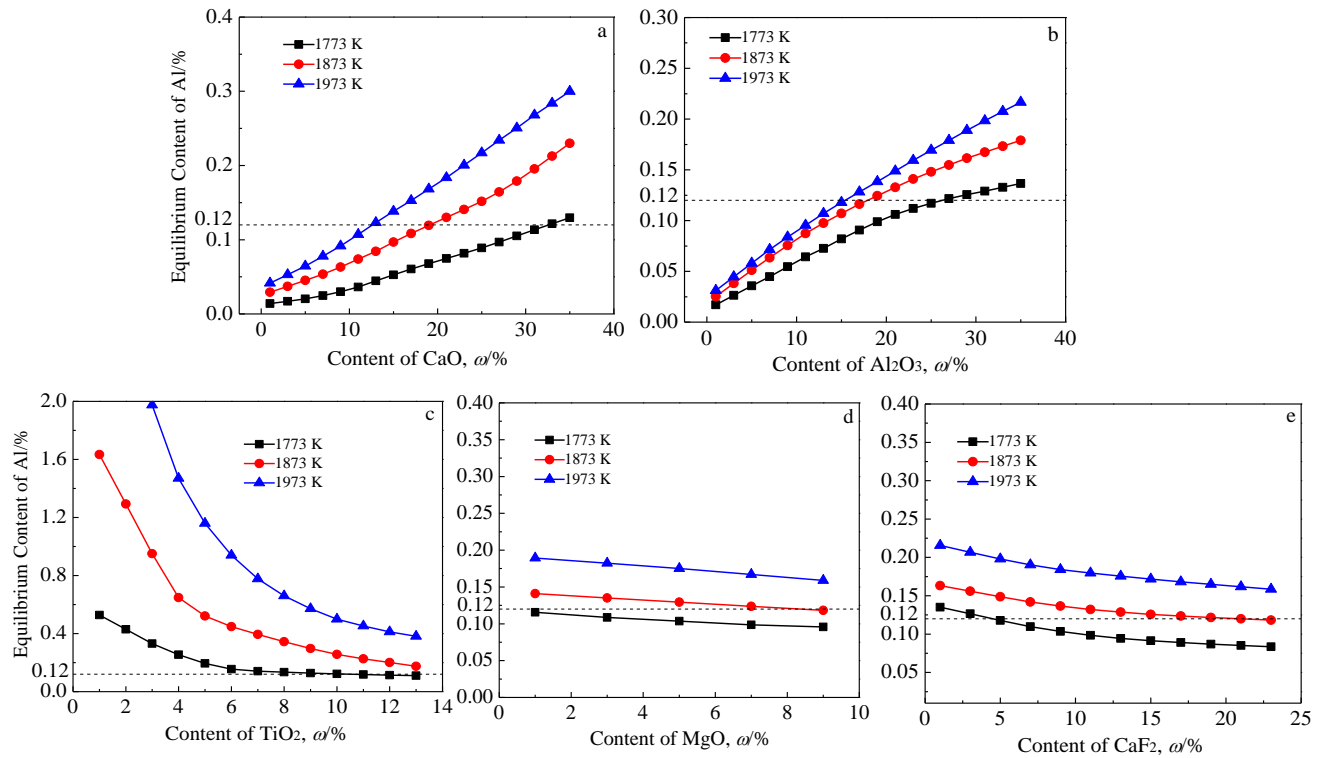 a
1773 K
1873 K
1973 K
Equilibrium Content of Al/%
0.4
0.3
0.2
0.12
0.1
0.0
0
10
20
30
40
Content of CaO, ω/%
b
1773 K
1873 K
1973 K
0.30
0.25
0.20
0.15
0.12
0.10
0.05
0.00
0
10
20
30
40
Content of Al2O3, ω/%
c
1773 K
1873 K
1973 K
Equilibrium Content of Al/%
2.0
1.6
1.2
0.8
0.4
0.12
0.0
0
2
4
6
8
10
12
14
Content of TiO2, ω/%
d
1773 K
1873 K
1973 K
0.40
0.35
0.30
0.25
0.20
0.15
0.12
0.10
0.05
0.00
0
2
4
6
8
10
Content of MgO, ω/%
e
1773 K
1873 K
1973 K
0.40
0.35
0.30
0.25
0.20
0.15
0.12
0.10
0.05
0
5
10
15
20
25
Content of CaF2, ω/%